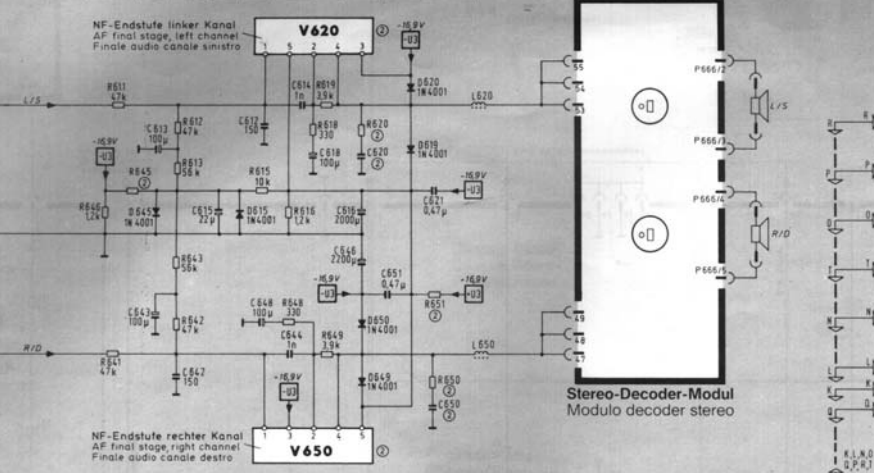 NF-Endstufe linker Kanal
AF final stage, left channel
Finale audio canale sinistro
V620
②
1 5 2 4 3
-16,9V
-U3
D620
1N4001
L/S
R611
47k
R612
47k
C613
100µ
R613
56k
C612
150
C614
1n
R619
3,9k
R618
330
C618
100µ
R620
②
C620
②
D619
1N4001
L620
-16,9V
-U3
R645
②
R646
1,2k
D645
1N4001
C615
22µ
D615
1N4001
R615
10k
R616
1,2k
C616
2000µ
C621
0,47µ
-16,9V
-U3
R643
56k
C646
2200µ
C651
0,47µ
-16,9V
-U3
R651
②
-16,9V
-U3
C643
100µ
R642
47k
C648
100µ
R648
330
C644
1n
R649
3,9k
D650
1N4001
L650
R/D
R641
47k
C642
150
-16,9V
-U3
D649
1N4001
R650
②
C650
②
1 3 2 4 5
V650
②
NF-Endstufe rechter Kanal
AF final stage, right channel
Finale audio canale destro
55
54
53
49
48
47
P666/2
L/S
P666/3
P666/4
R/D
P666/5
Stereo-Decoder-Modul
Modulo decoder stereo
R
P
O
T
N
L
K
K,L,N,O
Q,P,R,T